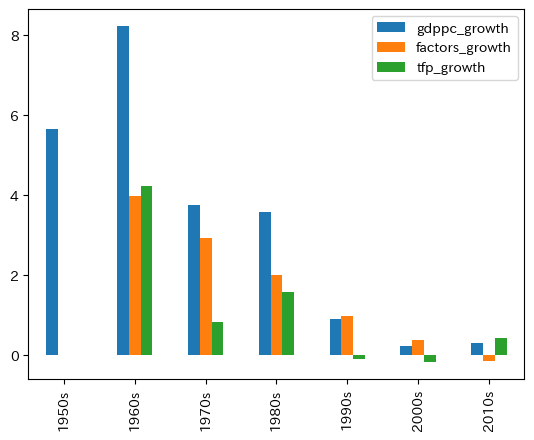 gdppc_growth
factors_growth
tfp_growth
8
6
4
2
0
1950s
1960s
1970s
1980s
1990s
2000s
2010s